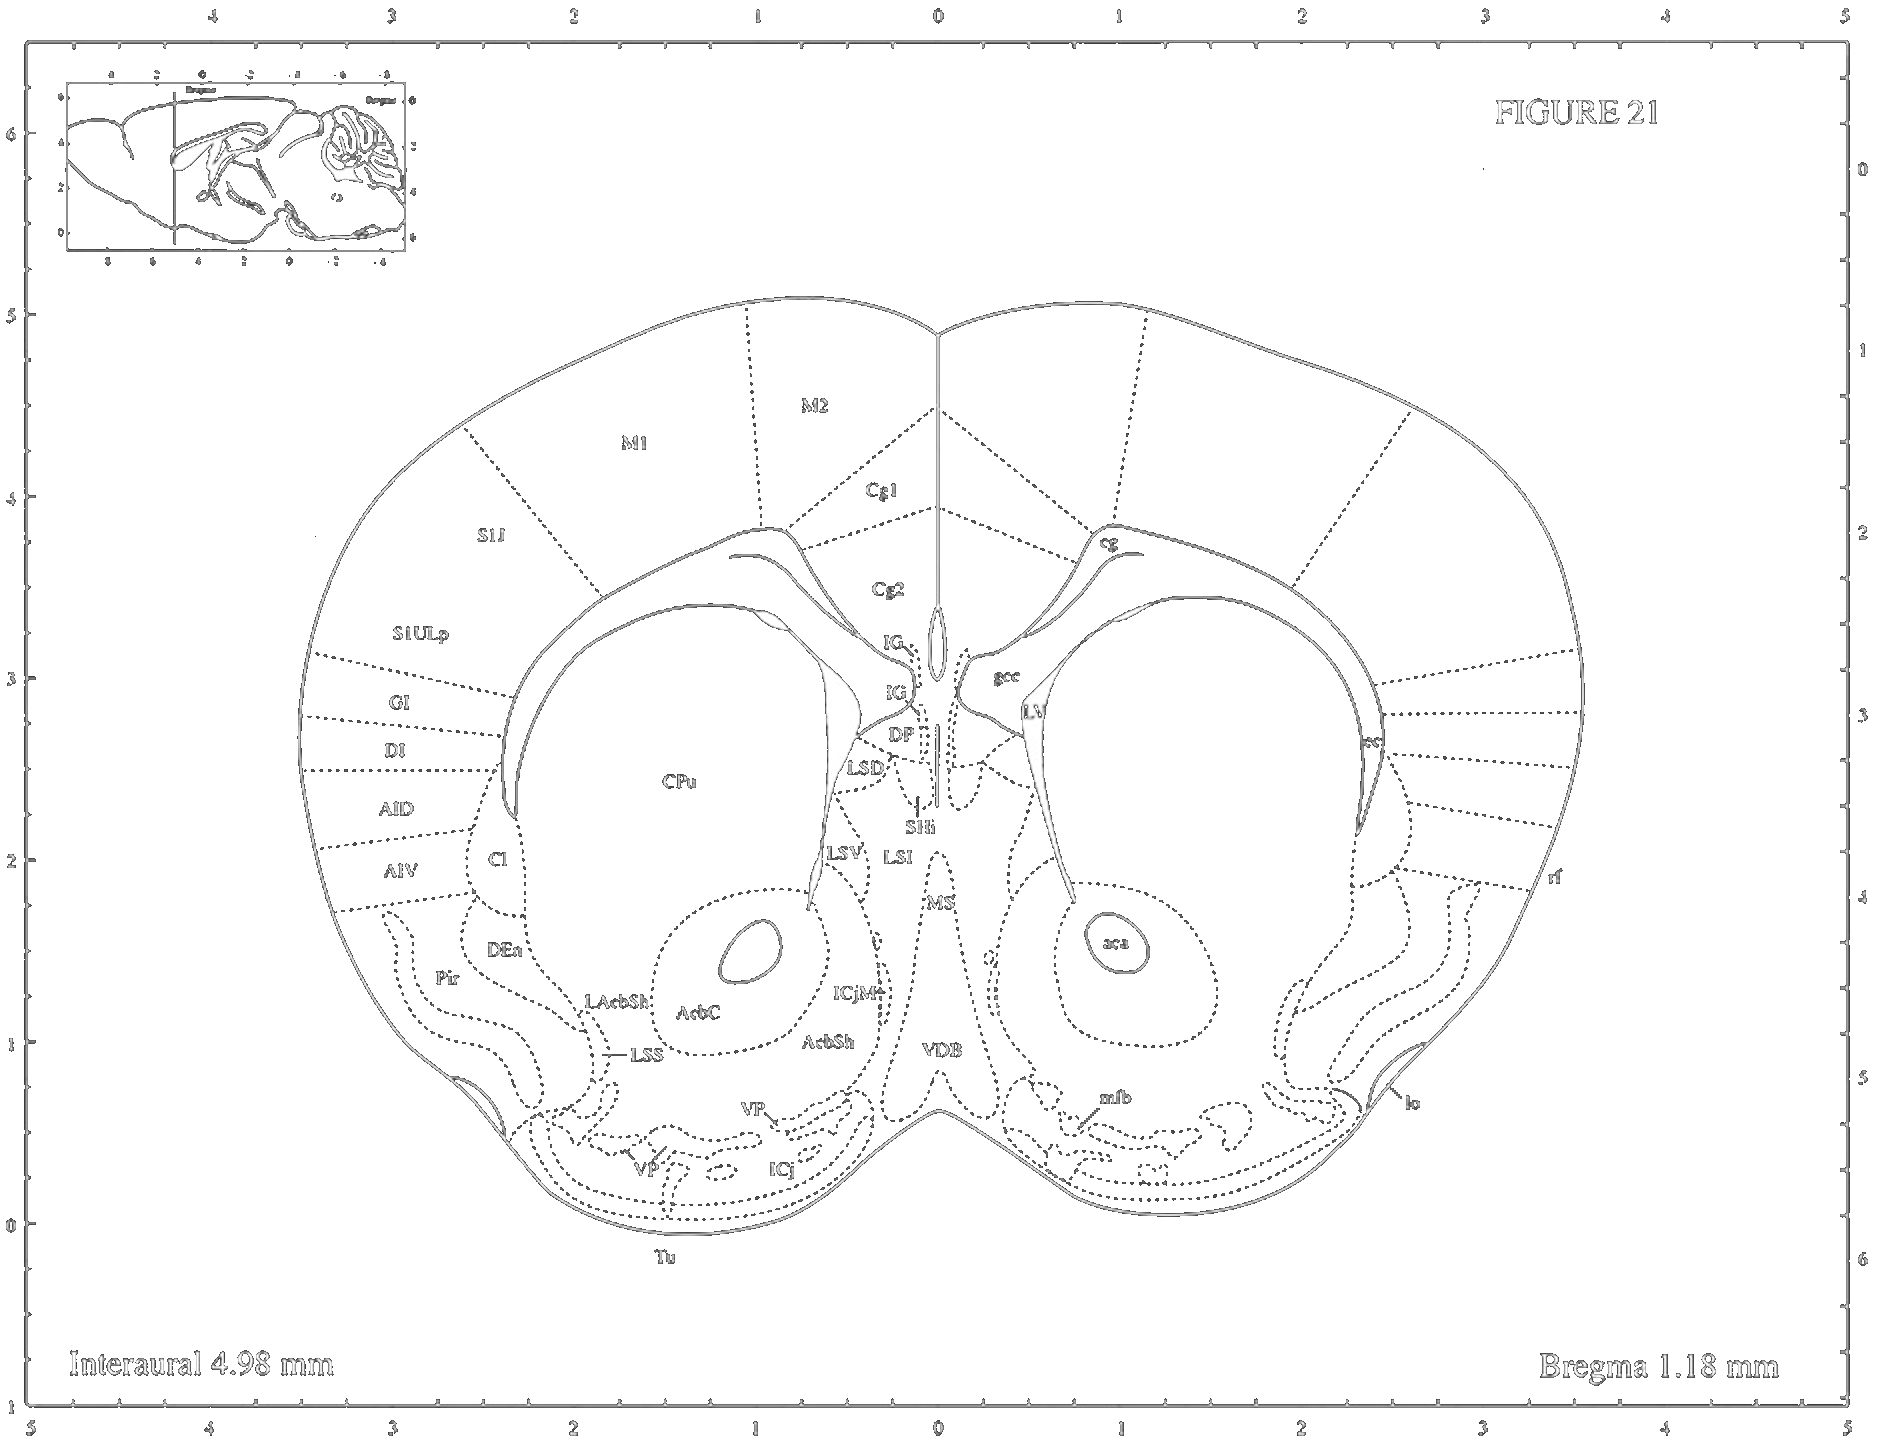 4 3 2 1 0 1 2 3 4 5
FIGURE 21
Bregma
Bregma
6
5
4
3
2
1
0
1
0
1
2
3
4
5
6
M2
M1
Cg1
S1J
cg
Cg2
S1ULp
IG
gcc
IG
GI
LV
DP
DI
ec
LSD
CPu
AID
SHi
LSV
LSI
CI
AIV
rf
MS
aca
DEn
Pir
ICjM
LAcbSh
AcbC
AcbSh
VDB
LSS
mfb
lo
VP
VP
ICj
Tu
Interaural 4.98 mm
Bregma 1.18 mm
5 4 3 2 1 0 1 2 3 4 5